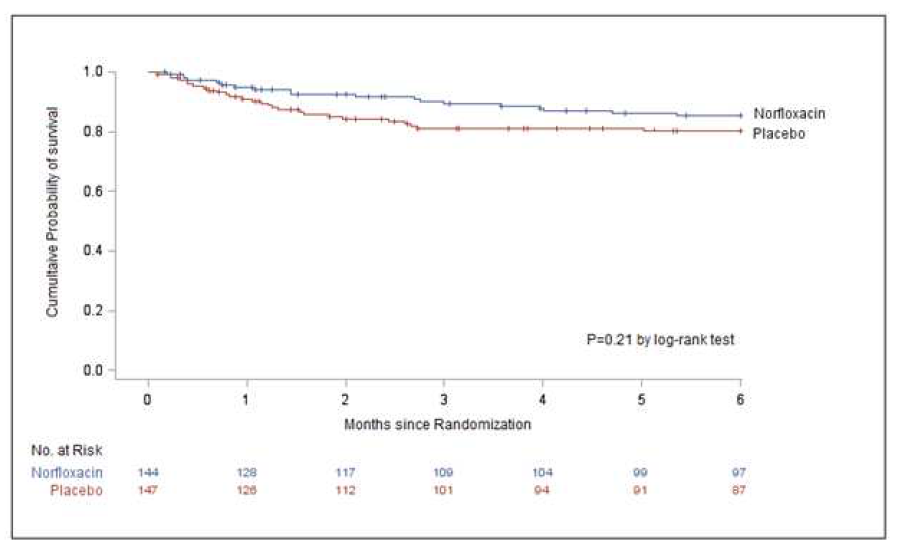 1.0
0.8
0.6
0.4
0.2
0.0
Cumultaive Probability of survival
Norfloxacin
Placebo
P=0.21 by log-rank test
0 1 2 3 4 5 6
Months since Randomization
No. at Risk
Norfloxacin 144 128 117 109 104 99 97
Placebo 147 126 112 101 94 91 87